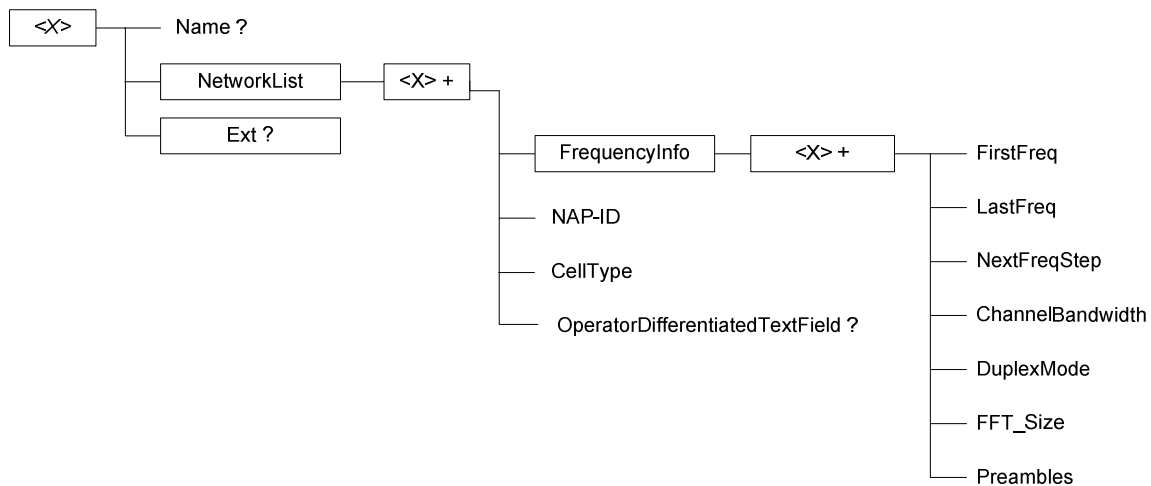 <X>
Name ?
NetworkList
<X> +
Ext ?
FrequencyInfo
<X> +
FirstFreq
NAP-ID
LastFreq
CellType
NextFreqStep
OperatorDifferentiatedTextField ?
ChannelBandwidth
DuplexMode
FFT_Size
Preambles